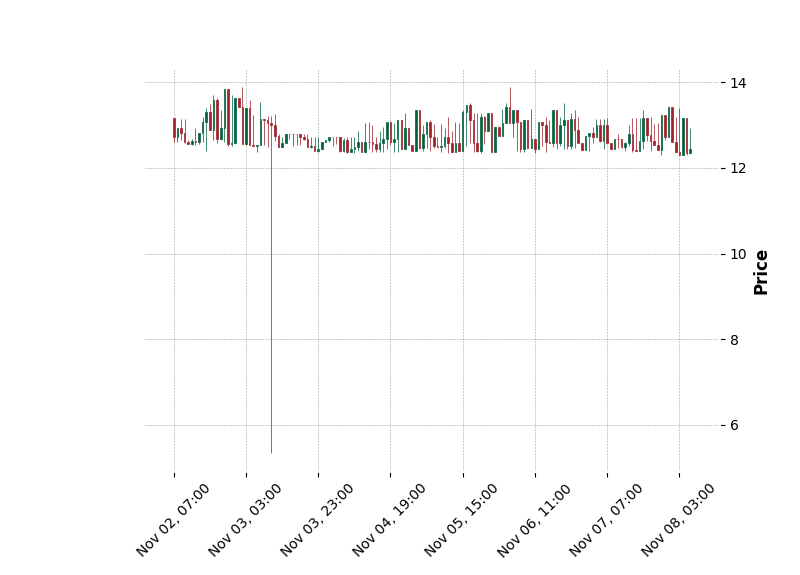 14
12
10
8
6
Price
Nov 02, 07:00
Nov 03, 03:00
Nov 03, 23:00
Nov 04, 19:00
Nov 05, 15:00
Nov 06, 11:00
Nov 07, 07:00
Nov 08, 03:00